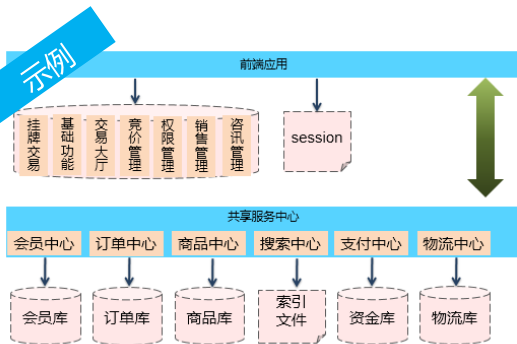 示例
前端应用
挂牌交易
基础功能
交易大厅
竞价管理
权限管理
销售管理
咨讯管理
session
共享服务中心
会员中心 订单中心 商品中心 搜索中心 支付中心 物流中心
会员库 订单库 商品库 索引文件 资金库 物流库